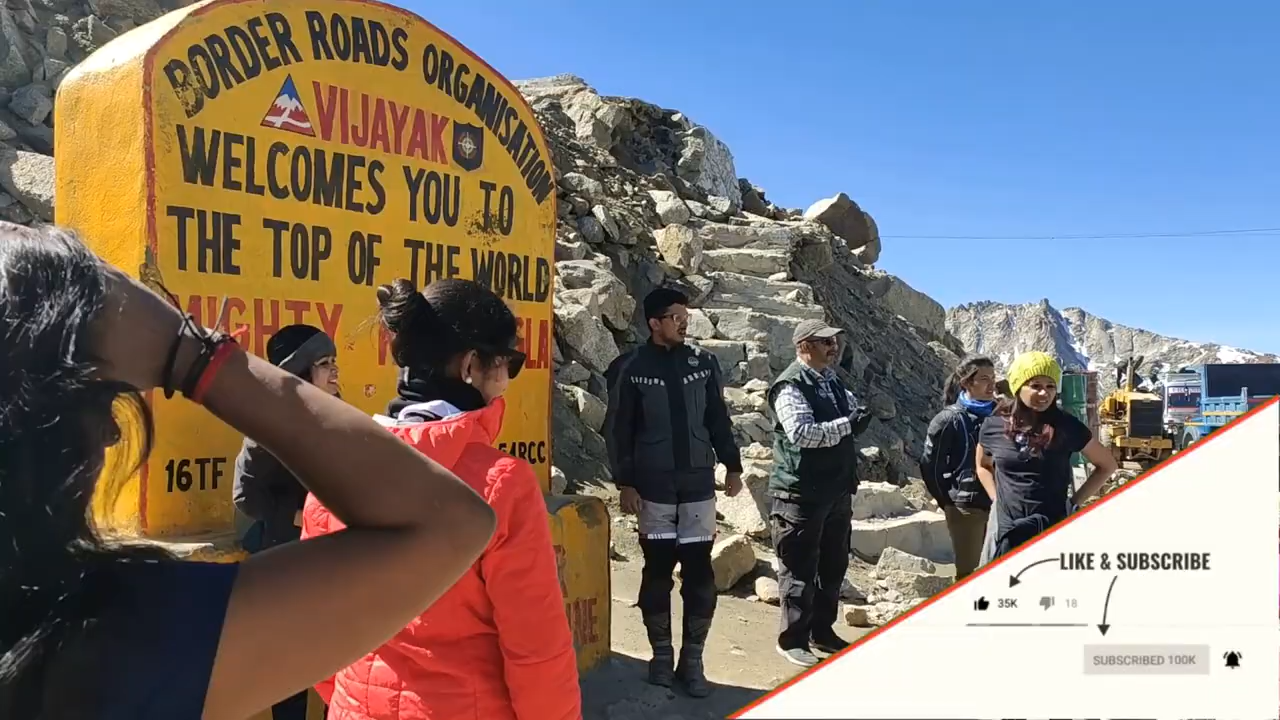 BORDER ROADS ORGANISATION
VIJAYAK
WELCOMES YOU TO
THE TOP OF THE WORLD
MIGHTY
16TF
LIKE & SUBSCRIBE
35K 18
SUBSCRIBED 100K